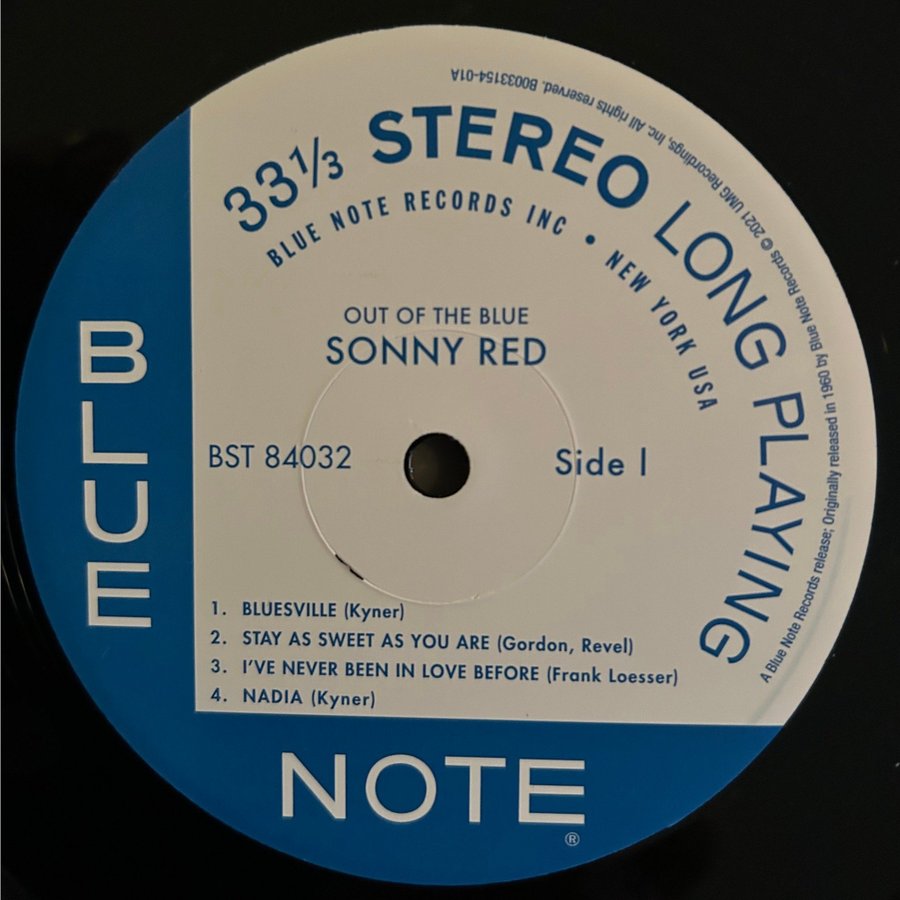 33⅓ STEREO LONG PLAYING
BLUE NOTE RECORDS INC • NEW YORK USA
A Blue Note Records release; Originally released in 1960 by Blue Note Records © 2021 UMG Recordings, Inc. All rights reserved. B0033154-01A
OUT OF THE BLUE
SONNY RED
BST 84032
Side 1
1. BLUESVILLE (Kyner)
2. STAY AS SWEET AS YOU ARE (Gordon, Revel)
3. I'VE NEVER BEEN IN LOVE BEFORE (Frank Loesser)
4. NADIA (Kyner)
BLUE
NOTE®